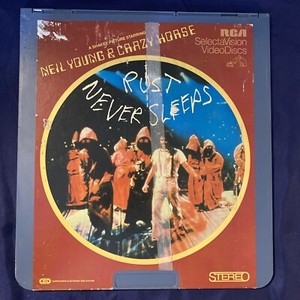 A SHAKEY PICTURE STARRING
NEIL YOUNG & CRAZY HORSE
RCA
SelectaVision
VideoDiscs
RUST
NEVER SLEEPS
STEREO